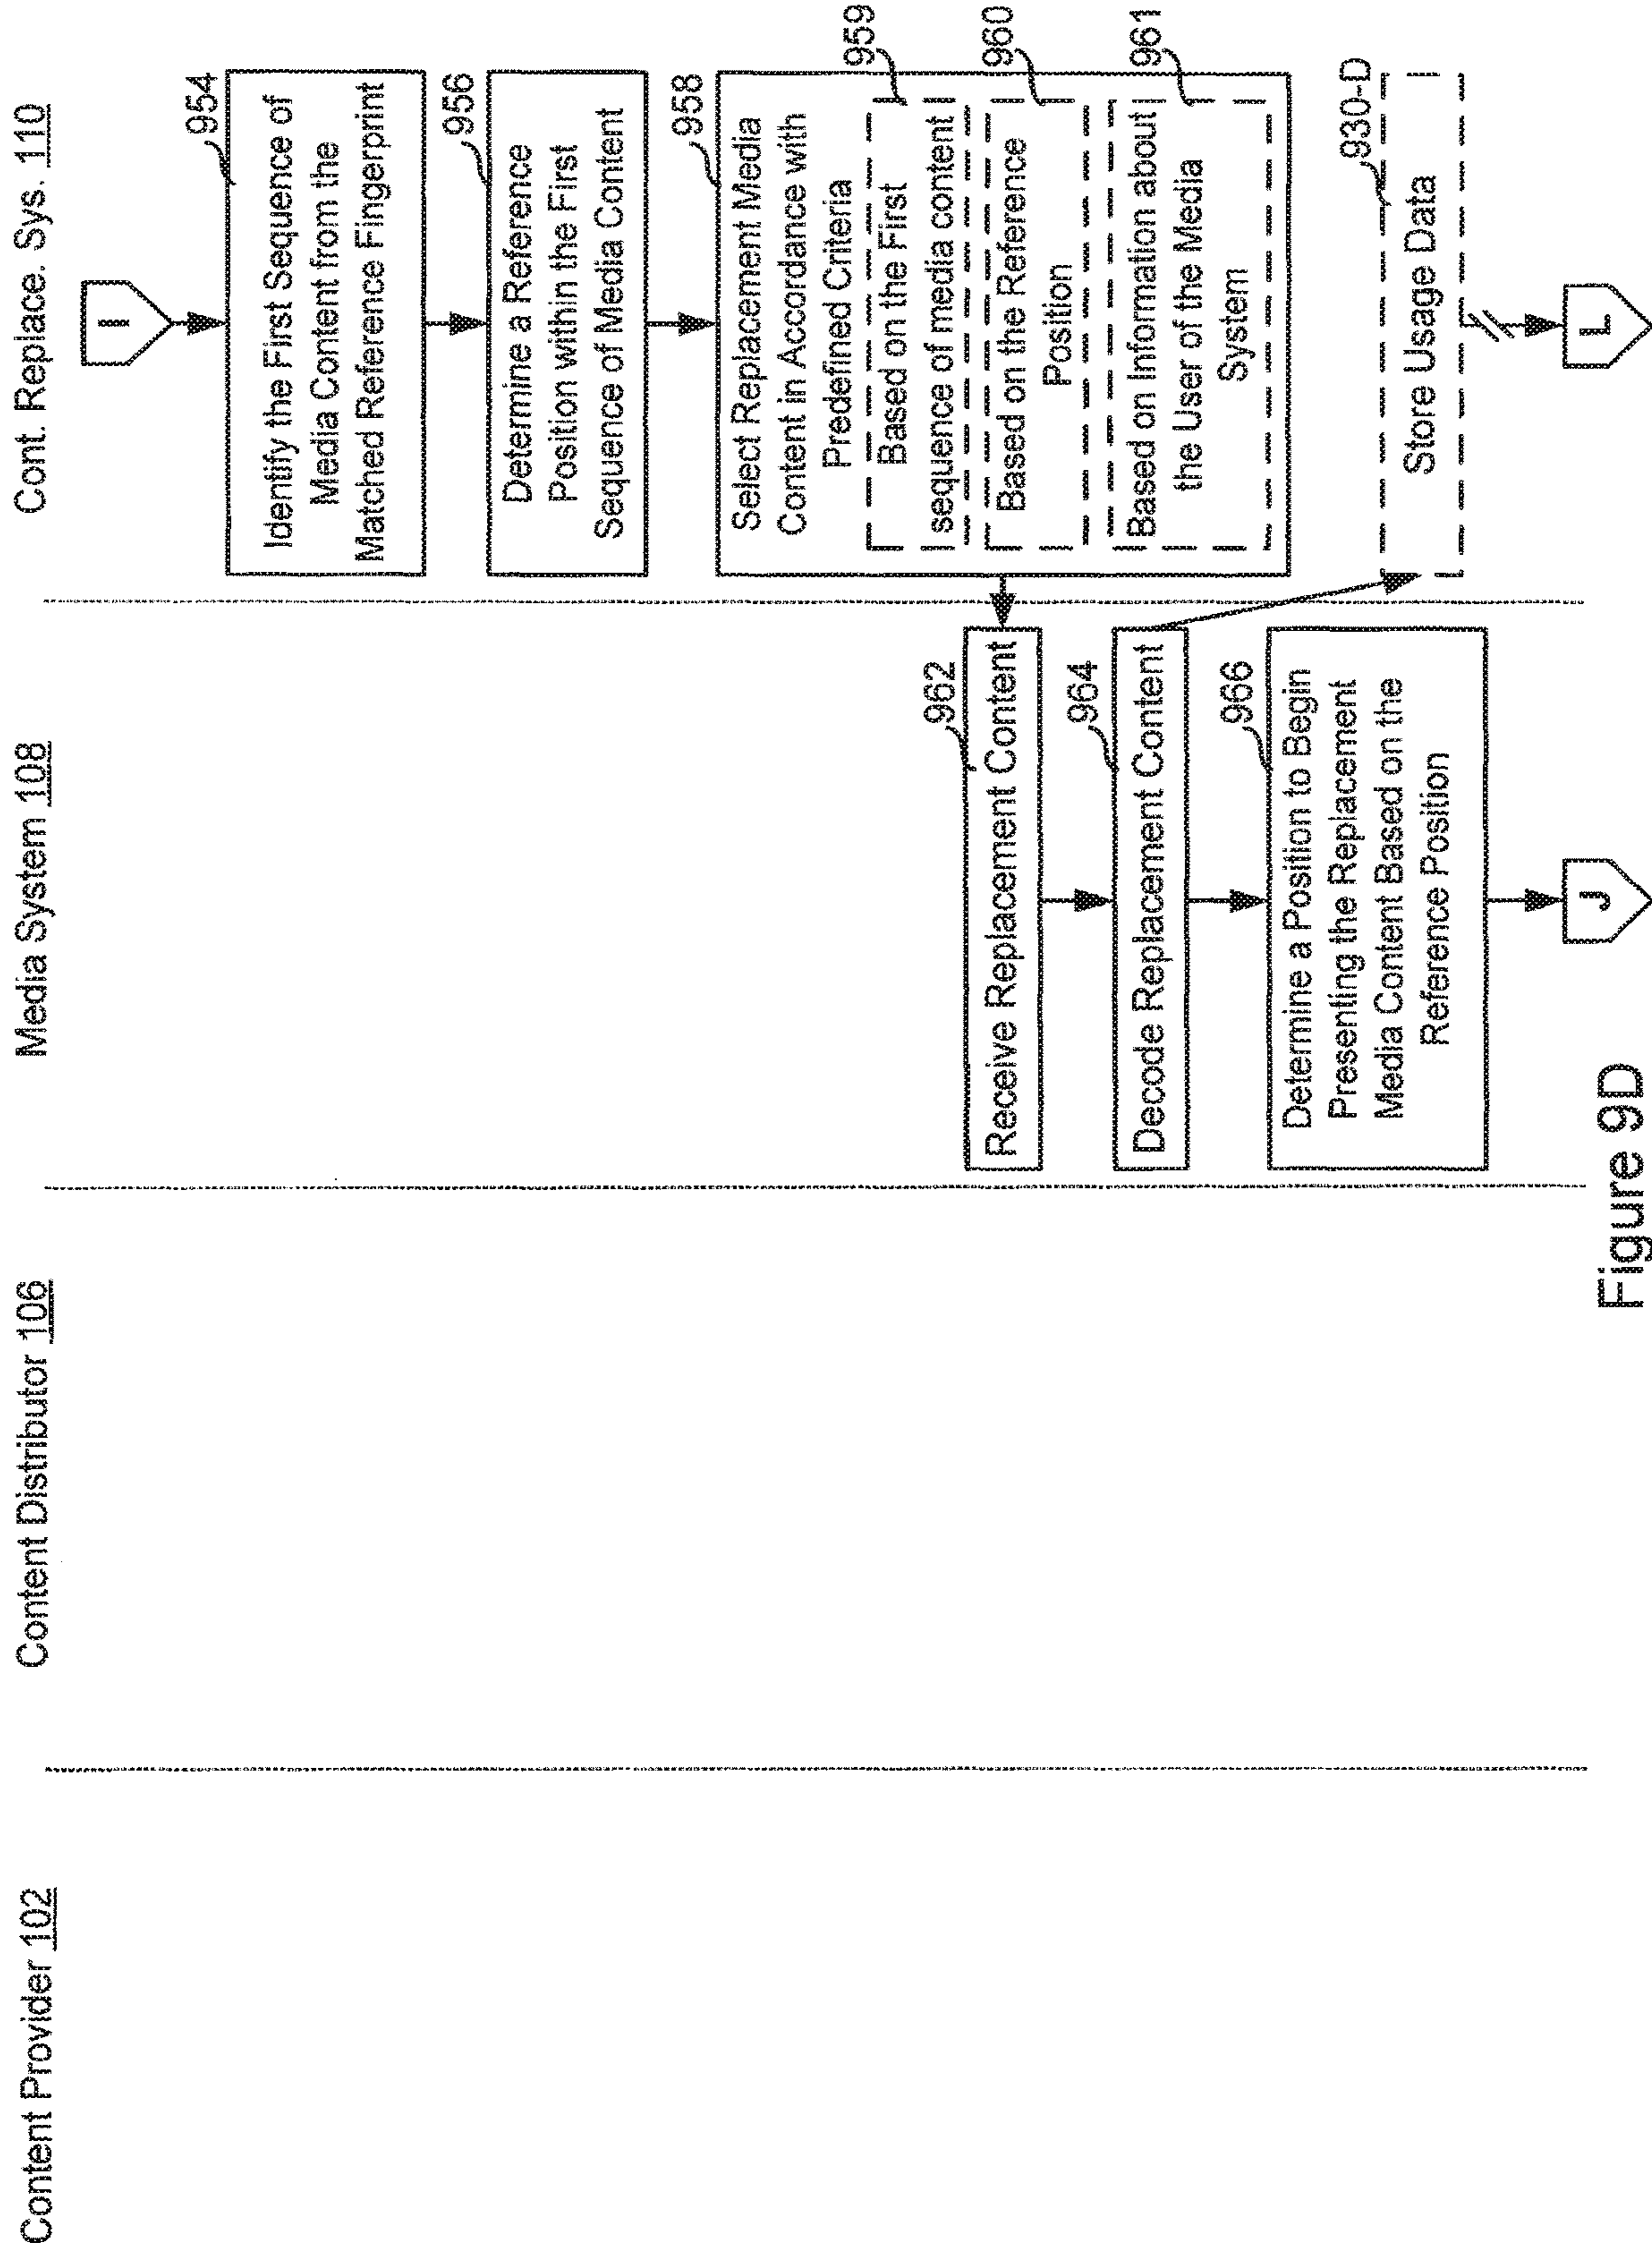 Content Provider 102
Content Distributor 106
Media System 108
Cont. Replace. Sys. 110
I
954
Identify the First Sequence of
Media Content from the
Matched Reference Fingerprint
956
Determine a Reference
Position within the First
Sequence of Media Content
958
Select Replacement Media
Content in Accordance with
Predefined Criteria
959
Based on the First
sequence of media content
960
Based on the Reference
Position
961
Based on Information about
the User of the Media
System
962
Receive Replacement Content
964
Decode Replacement Content
966
Determine a Position to Begin
Presenting the Replacement
Media Content Based on the
Reference Position
930-D
Store Usage Data
J
L
Figure 9D